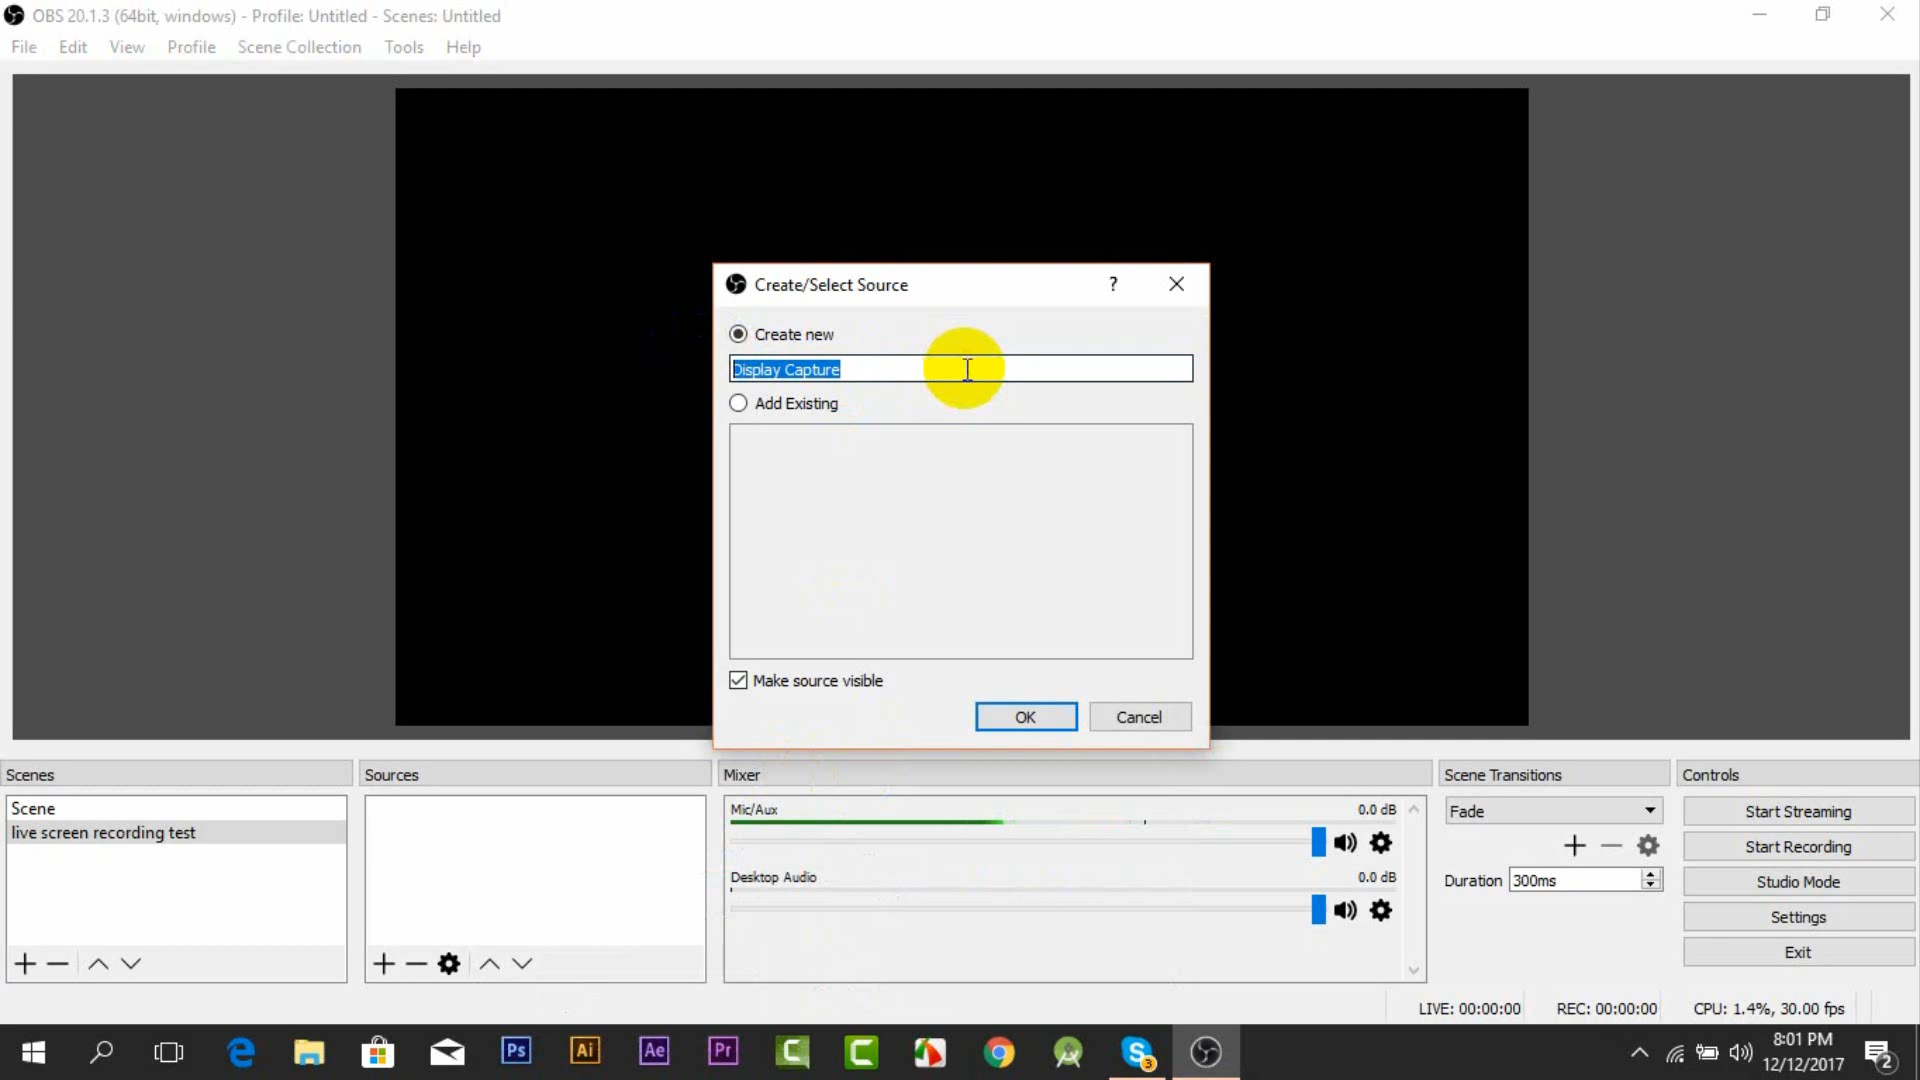 OBS 20.1.3 (64bit, windows) - Profile: Untitled - Scenes: Untitled
File Edit View Profile Scene Collection Tools Help
Create/Select Source ?
Create new
Display Capture
Add Existing
Make source visible
OK Cancel
Scenes Sources Mixer Scene Transitions Controls
Scene
live screen recording test
Mic/Aux 0.0 dB
Desktop Audio 0.0 dB
Fade
Duration 300ms
Start Streaming
Start Recording
Studio Mode
Settings
Exit
LIVE: 00:00:00 REC: 00:00:00 CPU: 1.4%, 30.00 fps
Ps Ai Ae Pr
3
8:01 PM
12/12/2017
2